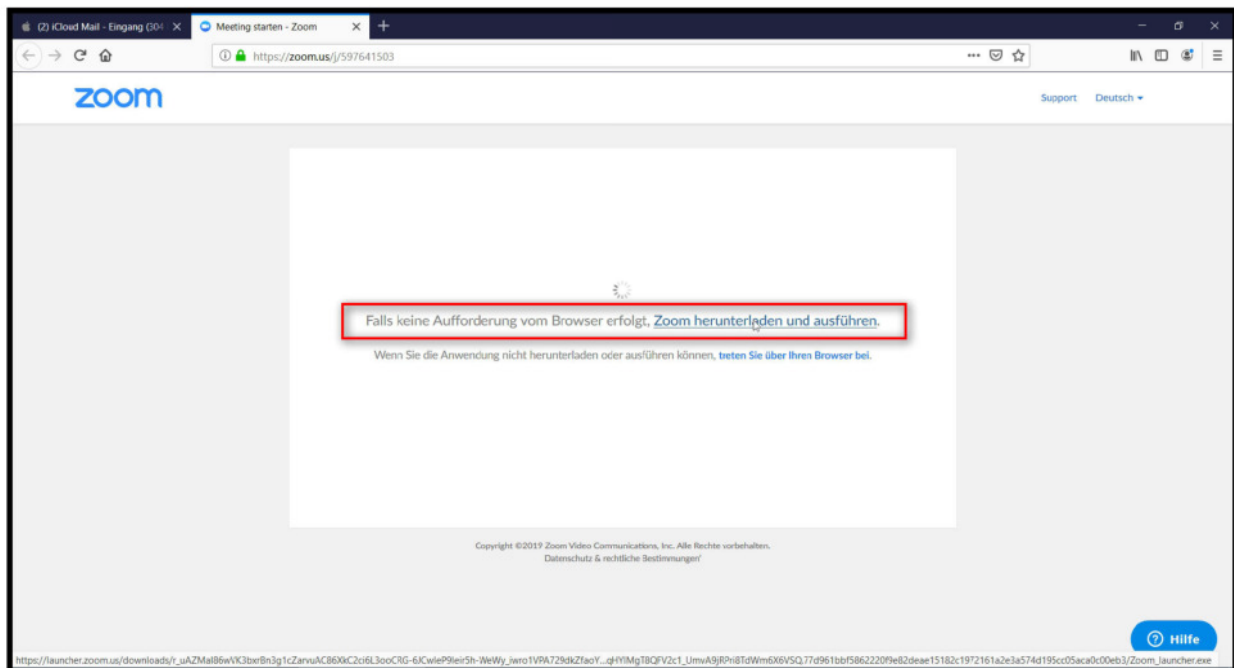 (2) iCloud Mail - Eingang (304
Meeting starten - Zoom
https://zoom.us/j/597641503
zoom
Support
Deutsch
Falls keine Aufforderung vom Browser erfolgt, Zoom herunterladen und ausführen.
Wenn Sie die Anwendung nicht herunterladen oder ausführen können, treten Sie über Ihren Browser bei.
Copyright ©2019 Zoom Video Communications, Inc. Alle Rechte vorbehalten.
Datenschutz & rechtliche Bestimmungen
Hilfe